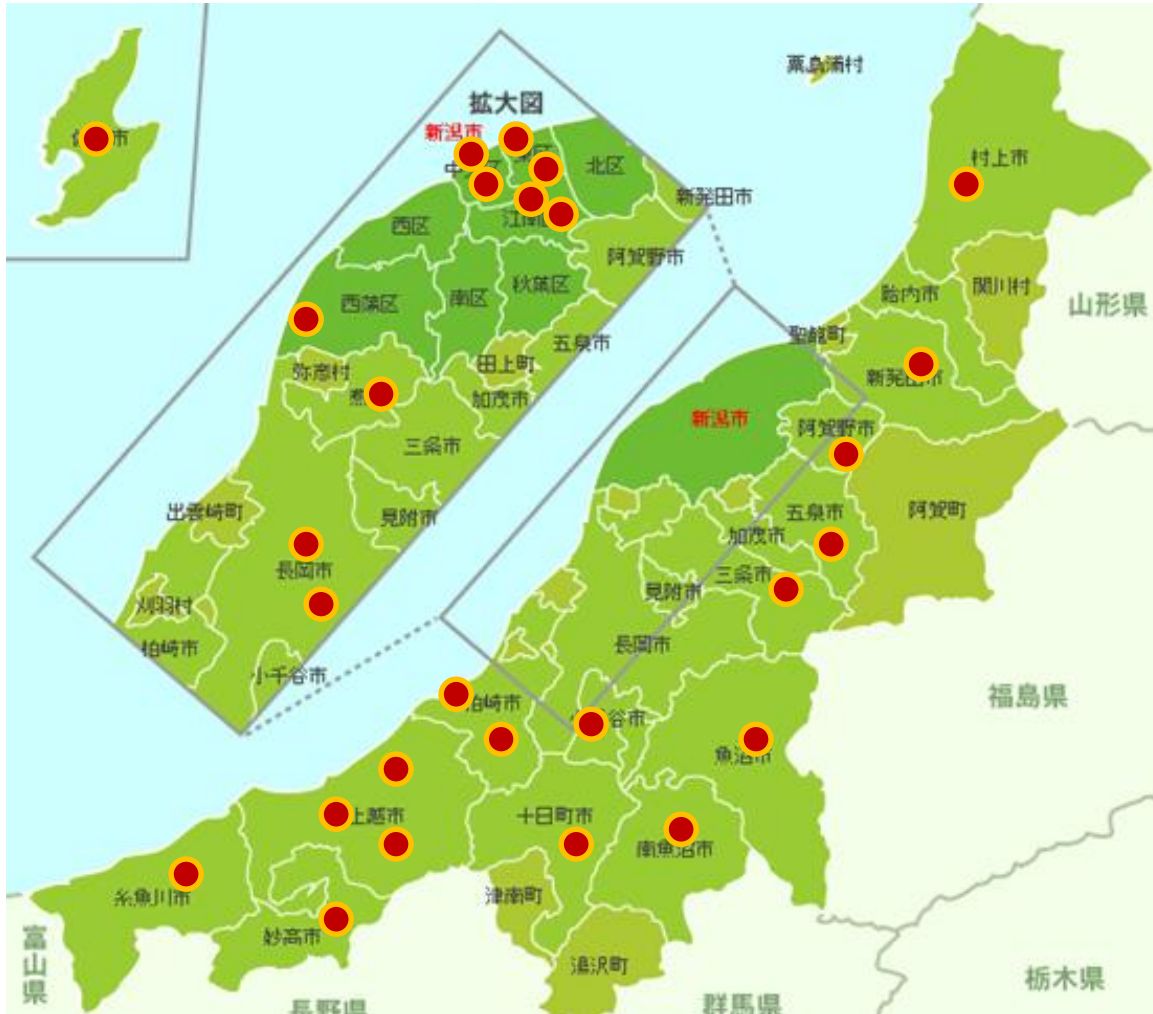 粟島浦村
拡大図
新潟市
村上市
北区
新発田市
西区
阿賀野市
関川村
胎内市
山形県
秋葉区
南区
西蒲区
聖籠町
五泉市
田上町
弥彦村
新発田市
加茂市
新潟市
阿賀野市
三条市
出雲崎町
見附市
五泉市
阿賀町
加茂市
長岡市
三条市
見附市
刈羽村
柏崎市
長岡市
小千谷市
福島県
柏崎市
谷市
魚沼市
上越市
十日町市
南魚沼市
糸魚川市
津南町
妙高市
湯沢町
富山県
栃木県
長野県
群馬県